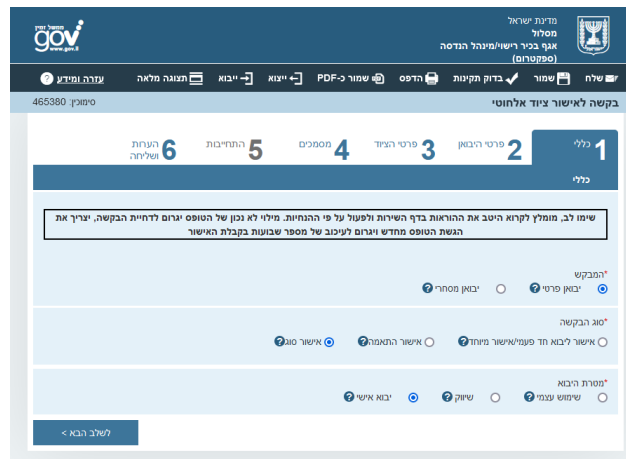 מדינת ישראל
מסלול
אגף בכיר רישוי/מינהל הנדסה
(ספקטרום)
ממשל זמין
gov
www.gov.il
שלח שמור בדוק תקינות הדפס שמור כ-PDF ייצוא ייבוא תצוגה מלאה עזרה ומידע ?
בקשה לאישור ציוד אלחוטי סימוכין: 465380
1 כללי 2 פרטי היבואן 3 פרטי הציוד 4 מסמכים 5 התחייבות 6 הערות ושליחה
כללי
שימו לב, מומלץ לקרוא היטב את ההוראות בדף השירות ולפעול על פי ההנחיות. מילוי לא נכון של הטופס יגרום לדחיית הבקשה, יצריך את
הגשת הטופס מחדש ויגרום לעיכוב של מספר שבועות בקבלת האישור
*המבקש
יבואן פרטי ? יבואן מסחרי ?
*סוג הבקשה
אישור ליבוא חד פעמי/אישור מיוחד ? אישור התאמה ? אישור סוג ?
*מטרת היבוא
שימוש עצמי ? שיווק ? יבוא אישי ?
לשלב הבא >